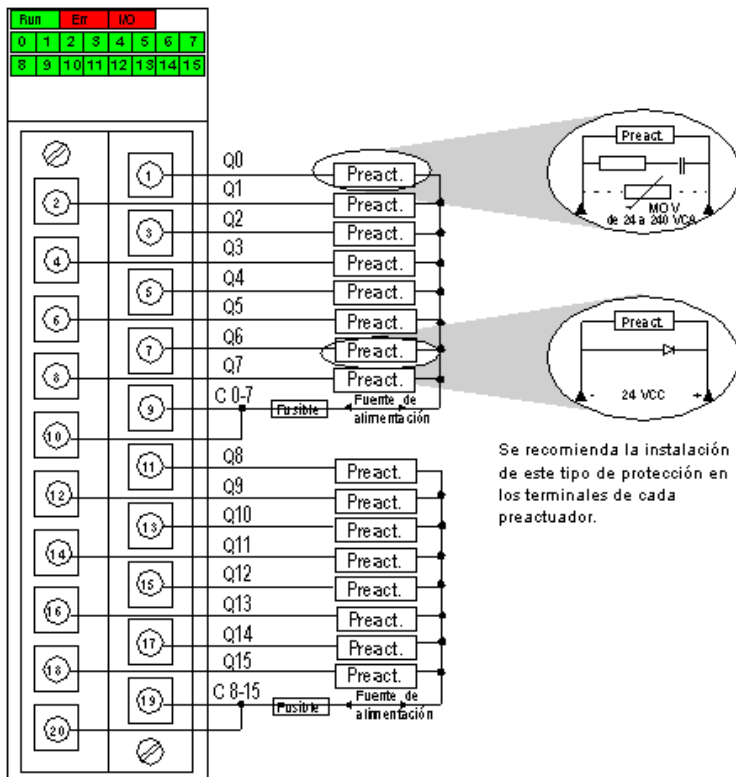 Run Err I/O
0 1 2 3 4 5 6 7
8 9 10 11 12 13 14 15
1 Q0 Preact.
2 Q1 Preact.
3 Q2 Preact.
4 Q3 Preact.
5 Q4 Preact.
6 Q5 Preact.
7 Q6 Preact.
8 Q7 Preact.
9 C 0-7 Fusible Fuente de
alimentación
10
11 Q8 Preact.
12 Q9 Preact.
13 Q10 Preact.
14 Q11 Preact.
15 Q12 Preact.
16 Q13 Preact.
17 Q14 Preact.
18 Q15 Preact.
19 C 8-15 Fusible Fuente de
alimentación
20
Preact.
MOV
de 24 a 240 VCA
Preact.
- 24 VCC +
Se recomienda la instalación
de este tipo de protección en
los terminales de cada
preactuador.